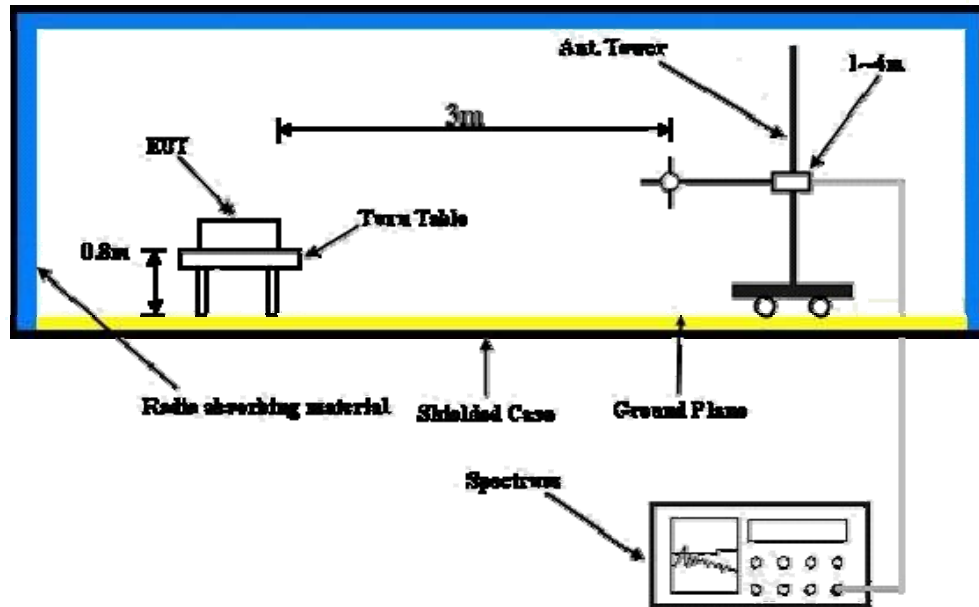 Ant. Tower
1~4m
3m
EUT
Turn Table
0.8m
Radio absorbing material
Shielded Case
Ground Plane
Spectrum